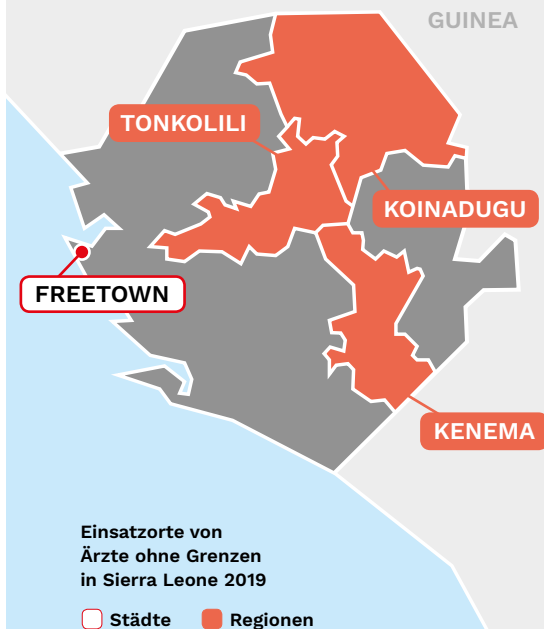 GUINEA
TONKOLILI
KOINADUGU
FREETOWN
KENEMA
Einsatzorte von
Ärzte ohne Grenzen
in Sierra Leone 2019
Städte Regionen